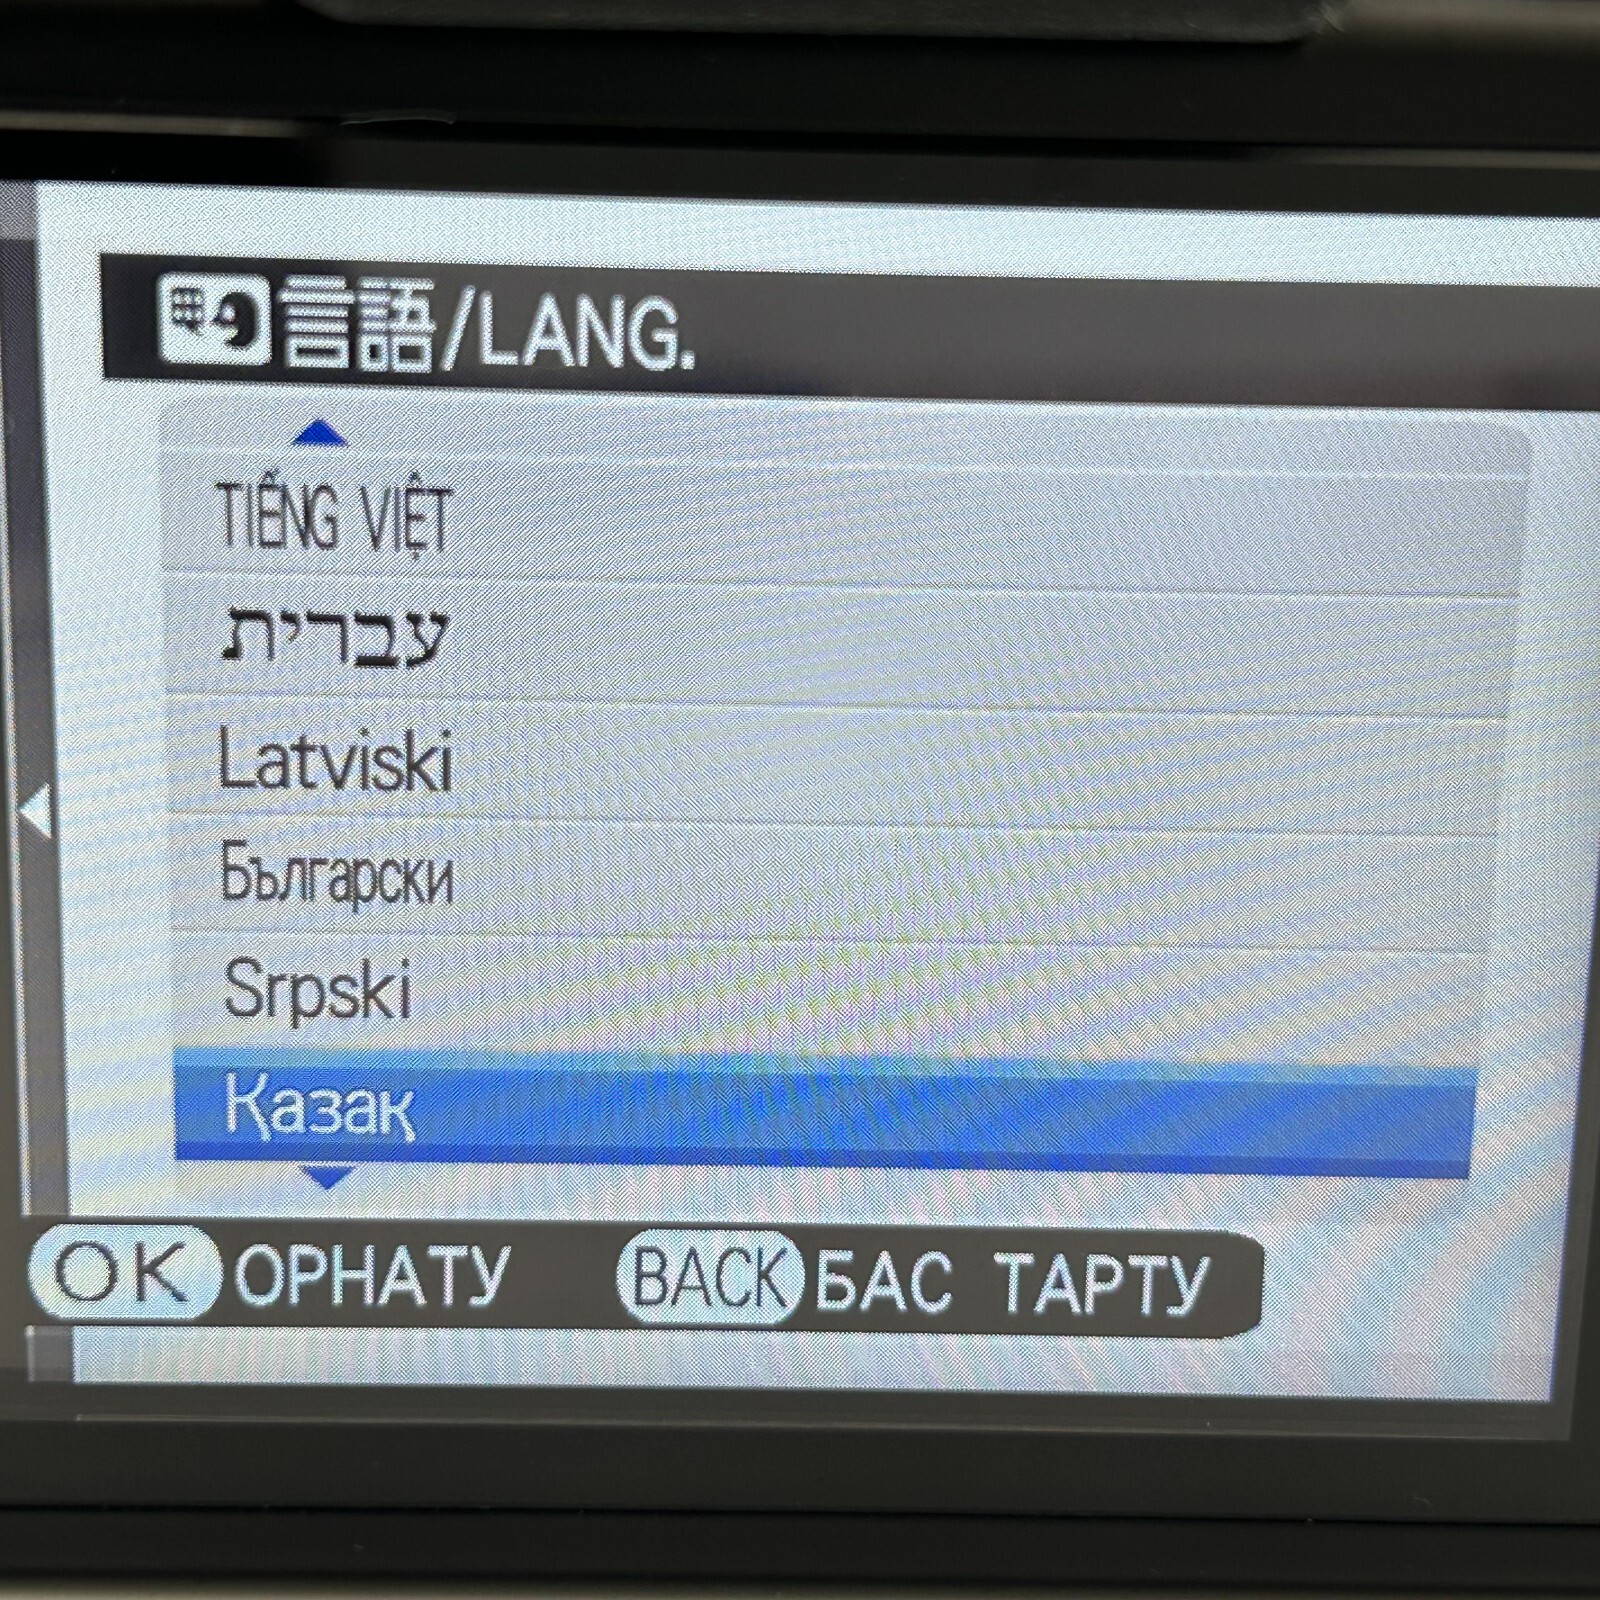 言語/LANG.
TIẾNG VIỆT
עברית
Latviski
Български
Srpski
Қазақ
OK ОРНАТУ BACK БАС ТАРТУ